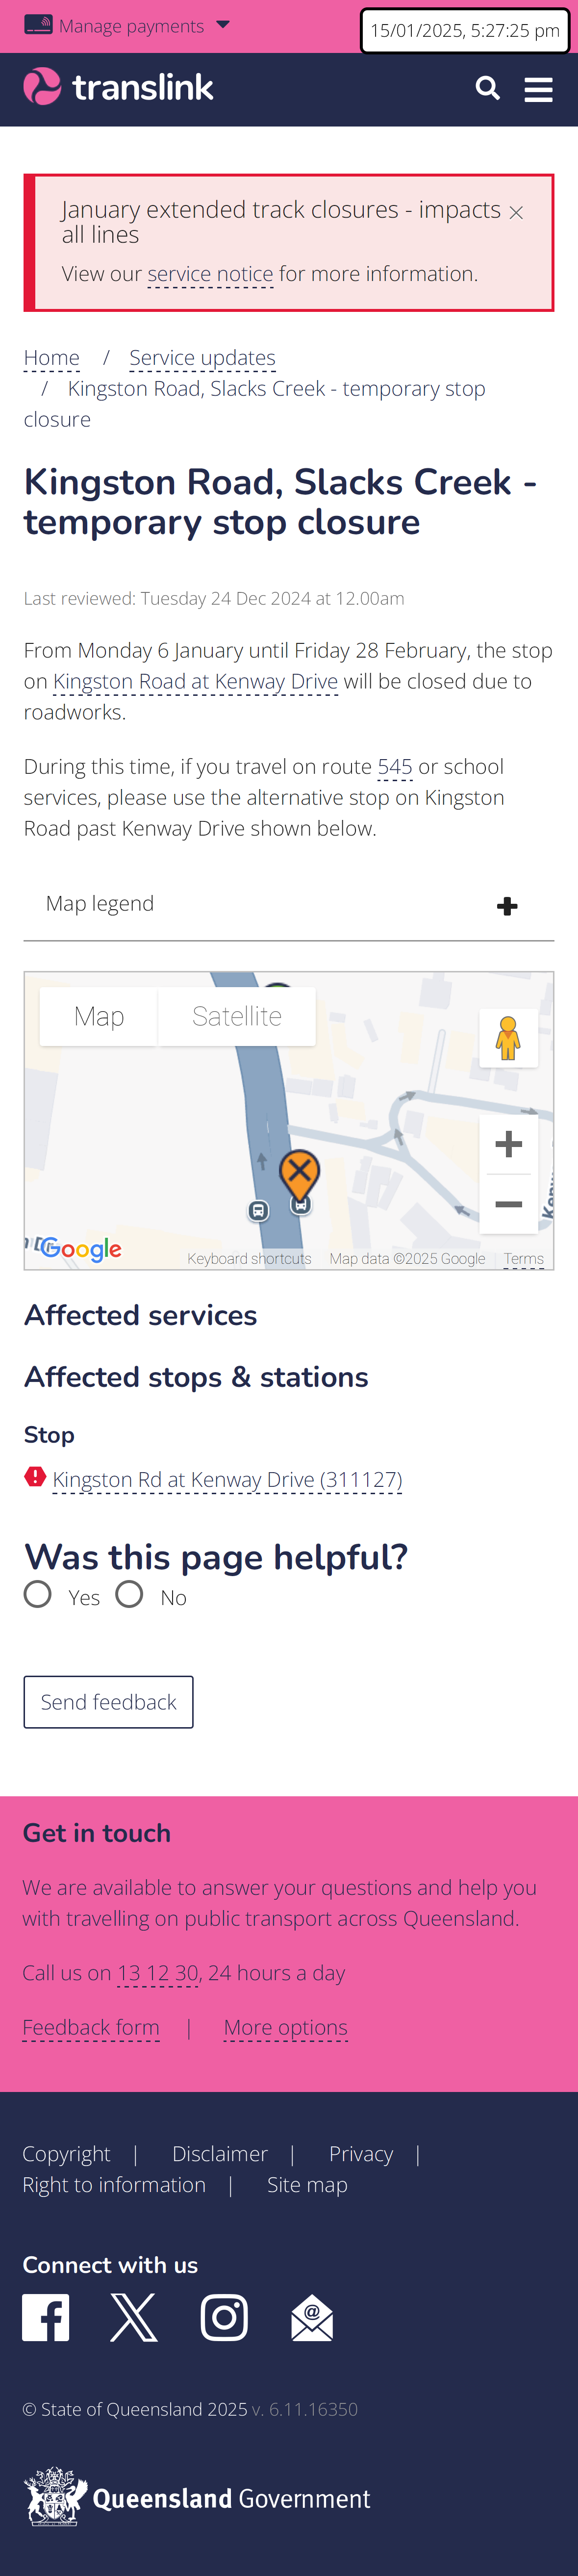 Manage payments
15/01/2025, 5:27:25 pm
translink
January extended track closures - impacts
all lines
View our service notice for more information.
Home / Service updates
/ Kingston Road, Slacks Creek - temporary stop
closure
Kingston Road, Slacks Creek -
temporary stop closure
Last reviewed: Tuesday 24 Dec 2024 at 12.00am
From Monday 6 January until Friday 28 February, the stop
on Kingston Road at Kenway Drive will be closed due to
roadworks.
During this time, if you travel on route 545 or school
services, please use the alternative stop on Kingston
Road past Kenway Drive shown below.
Map legend
Map Satellite
Google
Keyboard shortcuts Map data ©2025 Google Terms
Affected services
Affected stops & stations
Stop
Kingston Rd at Kenway Drive (311127)
Was this page helpful?
Yes No
Send feedback
Get in touch
We are available to answer your questions and help you
with travelling on public transport across Queensland.
Call us on 13 12 30, 24 hours a day
Feedback form | More options
Copyright | Disclaimer | Privacy |
Right to information | Site map
Connect with us
© State of Queensland 2025 v. 6.11.16350
Queensland Government